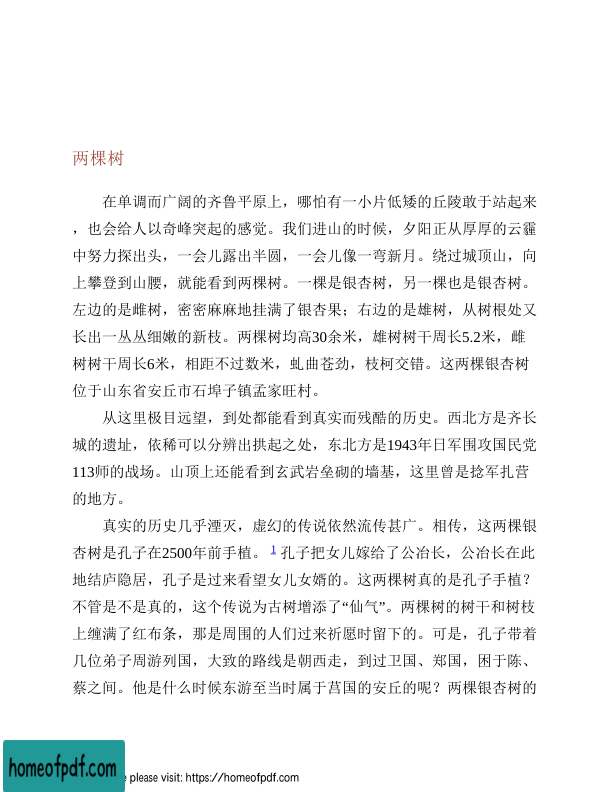 两棵树
在单调而广阔的齐鲁平原上，哪怕有一小片低矮的丘陵敢于站起来
，也会给人以奇峰突起的感觉。我们进山的时候，夕阳正从厚厚的云霾
中努力探出头，一会儿露出半圆，一会儿像一弯新月。绕过城顶山，向
上攀登到山腰，就能看到两棵树。一棵是银杏树，另一棵也是银杏树。
左边的是雌树，密密麻麻地挂满了银杏果；右边的是雄树，从树根处又
长出一丛丛细嫩的新枝。两棵树均高30余米，雄树树干周长5.2米，雌
树树干周长6米，相距不过数米，虬曲苍劲，枝柯交错。这两棵银杏树
位于山东省安丘市石埠子镇孟家旺村。
从这里极目远望，到处都能看到真实而残酷的历史。西北方是齐长
城的遗址，依稀可以分辨出拱起之处，东北方是1943年日军围攻国民党
113师的战场。山顶上还能看到玄武岩垒砌的墙基，这里曾是捻军扎营
的地方。
真实的历史几乎湮灭，虚幻的传说依然流传甚广。相传，这两棵银
杏树是孔子在2500年前手植。1孔子把女儿嫁给了公冶长，公冶长在此
地结庐隐居，孔子是过来看望女儿女婿的。这两棵树真的是孔子手植？
不管是不是真的，这个传说为古树增添了“仙气”。两棵树的树干和树枝
上缠满了红布条，那是周围的人们过来祈愿时留下的。可是，孔子带着
几位弟子周游列国，大致的路线是朝西走，到过卫国、郑国，困于陈、
蔡之间。他是什么时候东游至当时属于莒国的安丘的呢？两棵银杏树的
homeofpdf.com
e please visit: https://homeofpdf.com